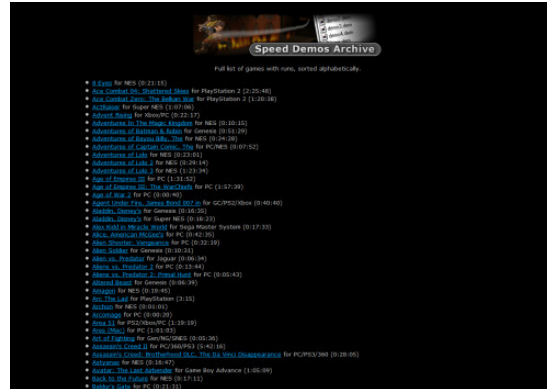 Speed Demos Archive
Full list of games with runs, sorted alphabetically.
8 Eyes for NES (0:21:15)
Ace Combat 04: Shattered Skies for PlayStation 2 (2:25:48)
Ace Combat Zero: The Belkan War for PlayStation 2 (1:20:38)
ActRaiser for Super NES (1:07:06)
Advent Rising for Xbox/PC (0:22:17)
Adventures In The Magic Kingdom for NES (0:10:15)
Adventures of Batman & Robin for Genesis (0:51:29)
Adventures of Bayou Billy, The for NES (0:24:28)
Adventures of Captain Comic, The for PC/NES (0:07:52)
Adventures of Lolo for NES (0:23:01)
Adventures of Lolo 2 for NES (0:29:14)
Adventures of Lolo 3 for NES (1:23:34)
Age of Empires II for PC (1:31:52)
Age of Empires III: The WarChiefs for PC (1:57:39)
Age of War 2 for PC (0:00:40)
Agent Under Fire, James Bond 007 in for GC/PS2/Xbox (0:40:40)
Aladdin, Disney's for Genesis (0:16:35)
Aladdin, Disney's for Super NES (0:18:23)
Alex Kidd in Miracle World for Sega Master System (0:17:33)
Alice, American McGee's for PC (0:42:35)
Alien Shooter: Vengeance for PC (0:32:19)
Alien Soldier for Genesis (0:10:31)
Alien vs. Predator for Jaguar (0:06:34)
Aliens vs. Predator 2 for PC (0:13:44)
Aliens vs. Predator 2: Primal Hunt for PC (0:05:43)
Altered Beast for Genesis (0:06:39)
Amagon for NES (0:19:45)
Arc The Lad for PlayStation (3:15)
Archon for NES (0:01:01)
Arcomage for PC (0:00:20)
Area 51 for PS2/Xbox/PC (1:19:19)
Ares (Mac) for PC (1:01:03)
Art of Fighting for Gen/NG/SNES (0:05:36)
Assassin's Creed II for PC/360/PS3 (5:42:16)
Assassin's Creed: Brotherhood DLC, The Da Vinci Disappearance for PC/PS3/360 (0:28:05)
Astyanax for NES (0:16:47)
Avatar: The Last Airbender for Game Boy Advance (1:05:09)
Back to the Future for NES (0:17:11)
Baldur's Gate for PC (0:21:31)